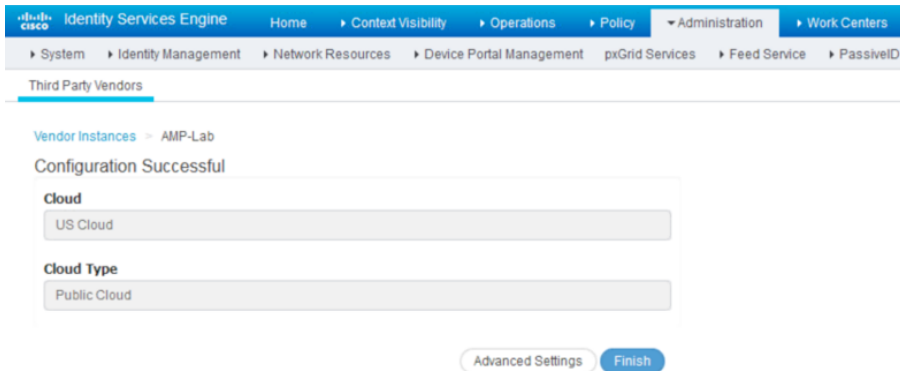 cisco Identity Services Engine Home Context Visibility Operations Policy Administration Work Centers
System Identity Management Network Resources Device Portal Management pxGrid Services Feed Service PassiveID
Third Party Vendors
Vendor Instances > AMP-Lab
Configuration Successful
Cloud
US Cloud
Cloud Type
Public Cloud
Advanced Settings Finish